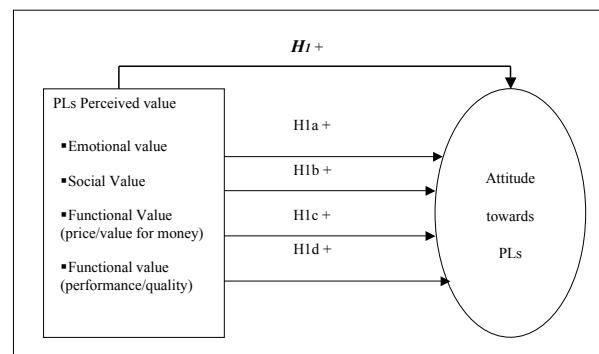 H1 +
PLs Perceived value
▪Emotional value
▪Social Value
▪Functional Value
(price/value for money)
▪Functional value
(performance/quality)
H1a +
H1b +
H1c +
H1d +
Attitude
towards
PLs